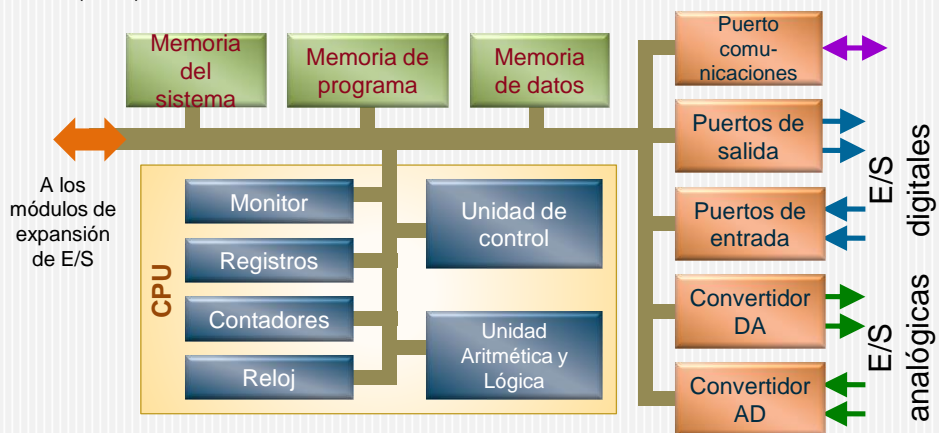 Memoria
del
sistema
Memoria de
programa
Memoria
de datos
Puerto
comu-
nicaciones
Puertos de
salida
Puertos de
entrada
E/S
digitales
Convertidor
DA
Convertidor
AD
E/S
analógicas
A los
módulos de
expansión
de E/S
CPU
Monitor
Registros
Contadores
Reloj
Unidad de
control
Unidad
Aritmética y
Lógica